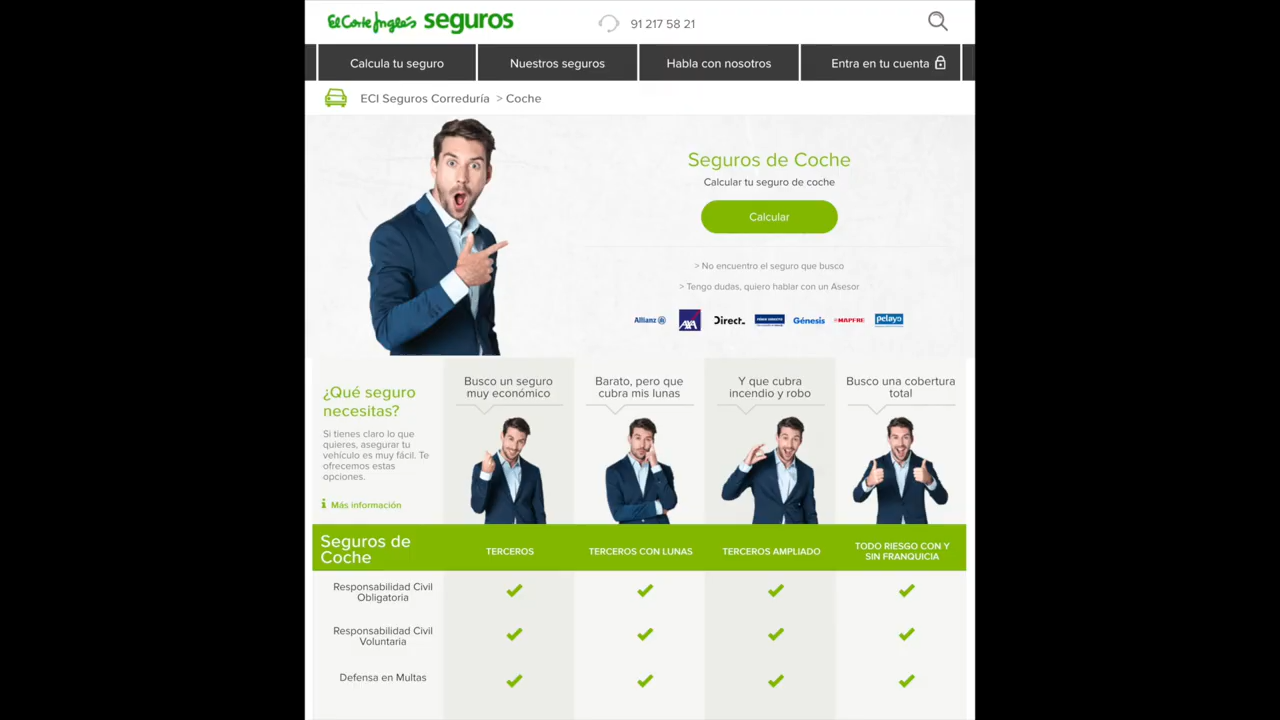 El Corte Inglés seguros
91 217 58 21
Calcula tu seguro
Nuestros seguros
Habla con nosotros
Entra en tu cuenta
ECI Seguros Correduría > Coche
Seguros de Coche
Calcular tu seguro de coche
Calcular
> No encuentro el seguro que busco
> Tengo dudas, quiero hablar con un Asesor
Allianz
AXA
Direct.
Génesis
MAPFRE
pelayo
¿Qué seguro
necesitas?
Si tienes claro lo que
quieres, asegurar tu
vehículo es muy fácil. Te
ofrecemos estas
opciones.
Más información
Busco un seguro
muy económico
Barato, pero que
cubra mis lunas
Y que cubra
incendio y robo
Busco una cobertura
total
Seguros de
Coche
TERCEROS
TERCEROS CON LUNAS
TERCEROS AMPLIADO
TODO RIESGO CON Y
SIN FRANQUICIA
Responsabilidad Civil
Obligatoria
Responsabilidad Civil
Voluntaria
Defensa en Multas